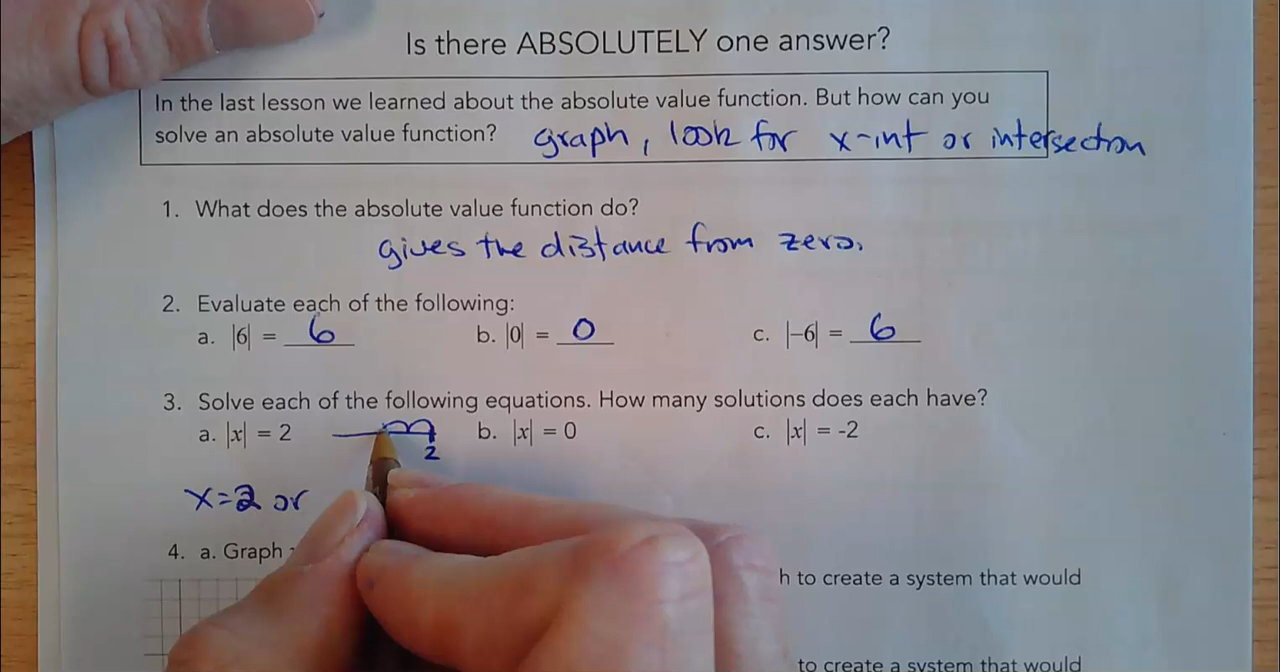 Is there ABSOLUTELY one answer?
In the last lesson we learned about the absolute value function. But how can you
solve an absolute value function? graph, look for x-int or intersection
1. What does the absolute value function do?
gives the distance from zero.
2. Evaluate each of the following:
a. |6| = 6 b. |0| = 0 c. |−6| = 6
3. Solve each of the following equations. How many solutions does each have?
a. |x| = 2 b. |x| = 0 c. |x| = -2
2
x=2 or
4. a. Graph
h to create a system that would
to create a system that would